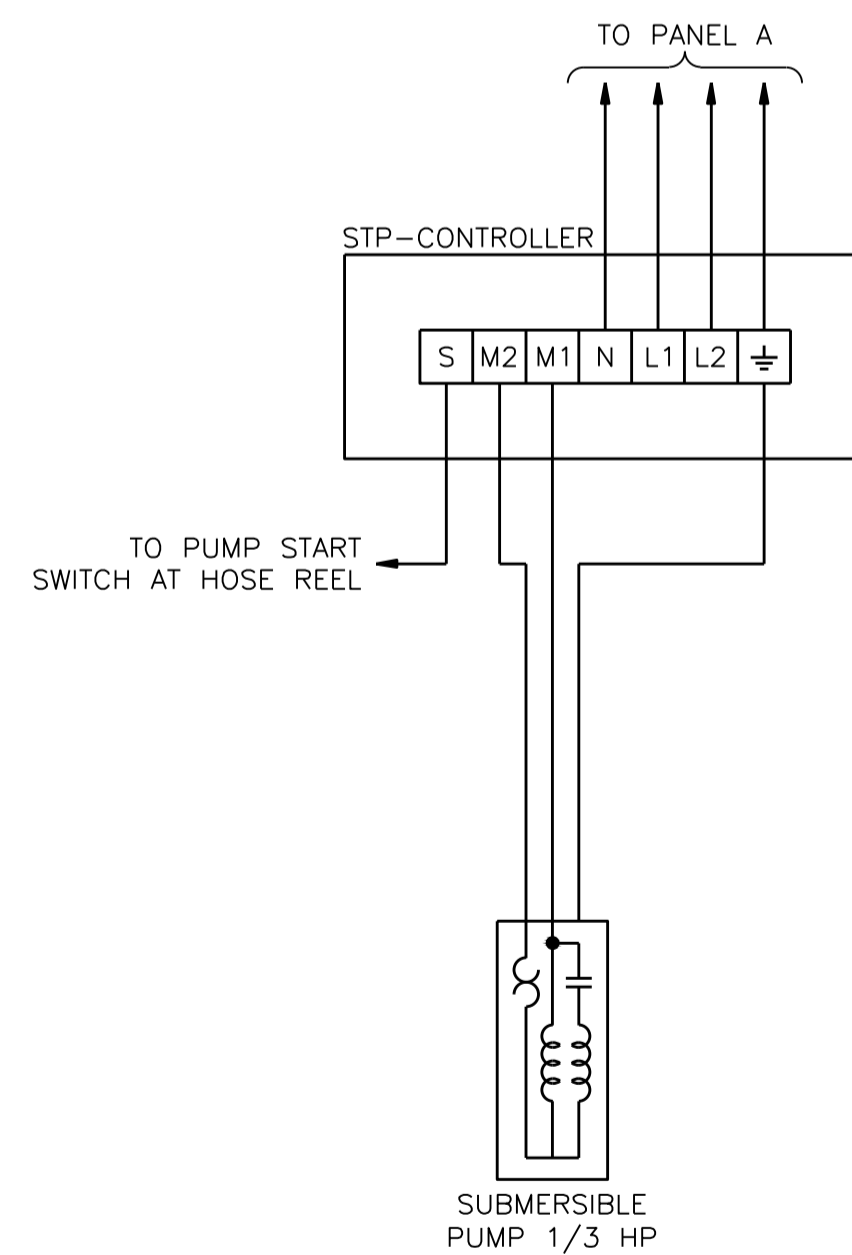 TO PANEL A
STP-CONTROLLER
S M2 M1 N L1 L2
TO PUMP START
SWITCH AT HOSE REEL
SUBMERSIBLE
PUMP 1/3 HP